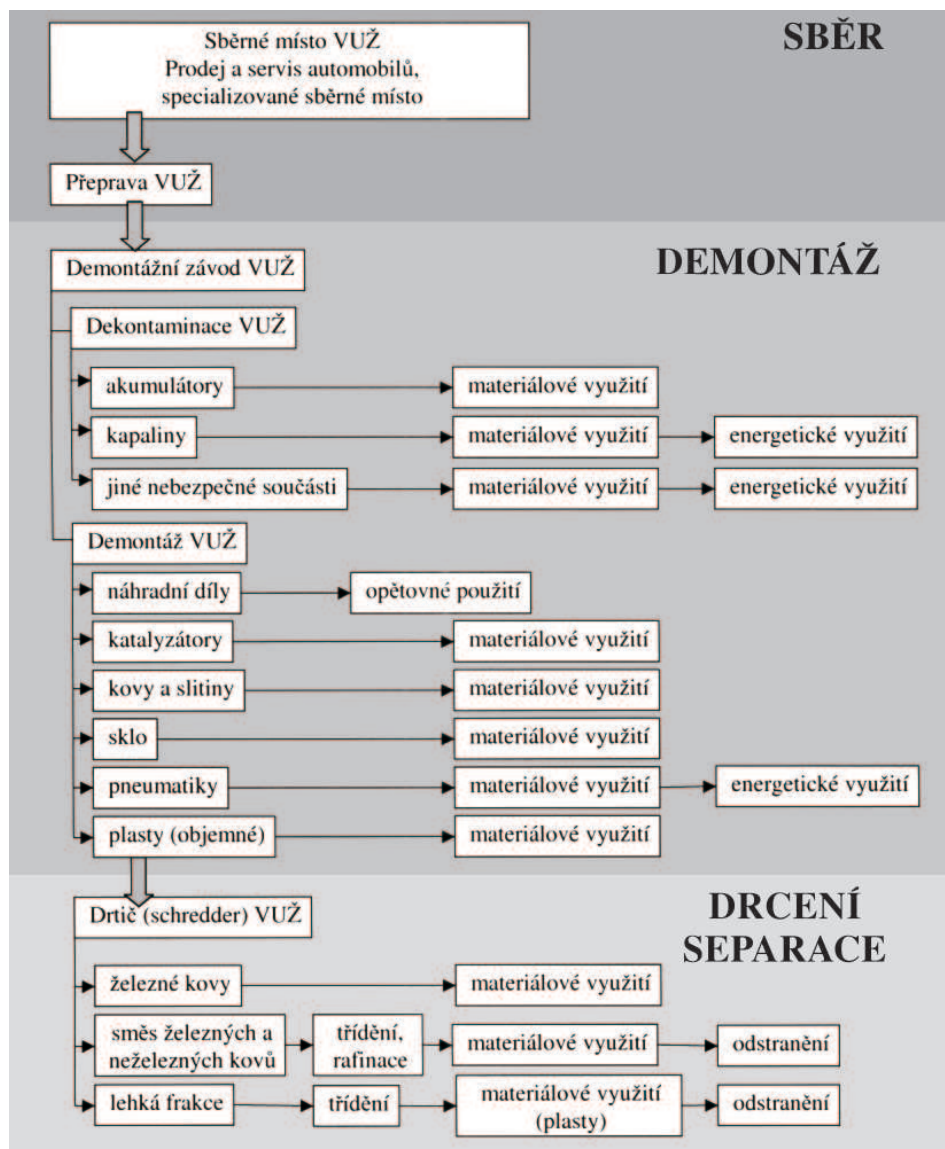 SBĚR
Sběrné místo VUŽ
Prodej a servis automobilů,
specializované sběrné místo
Přeprava VUŽ
DEMONTÁŽ
Demontážní závod VUŽ
Dekontaminace VUŽ
akumulátory
materiálové využití
kapaliny
materiálové využití
energetické využití
jiné nebezpečné součásti
materiálové využití
energetické využití
Demontáž VUŽ
náhradní díly
opětovné použití
katalyzátory
materiálové využití
kovy a slitiny
materiálové využití
sklo
materiálové využití
pneumatiky
materiálové využití
energetické využití
plasty (objemné)
materiálové využití
DRCENÍ
SEPARACE
Drtič (schredder) VUŽ
železné kovy
materiálové využití
směs železných a
neželezných kovů
třídění,
rafinace
materiálové využití
odstranění
lehká frakce
třídění
materiálové využití
(plasty)
odstranění